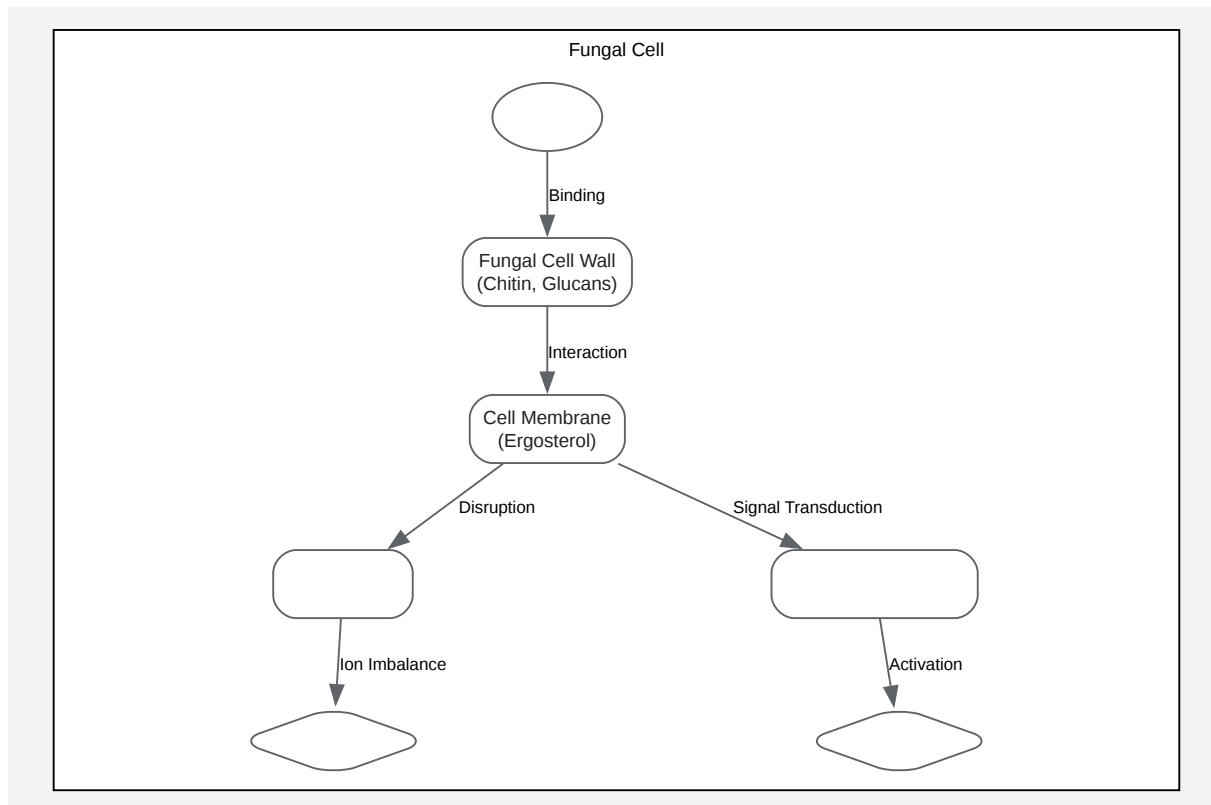 Fungal Cell
Binding
Fungal Cell Wall
(Chitin, Glucans)
Interaction
Cell Membrane
(Ergosterol)
Disruption
Signal Transduction
Ion Imbalance
Activation